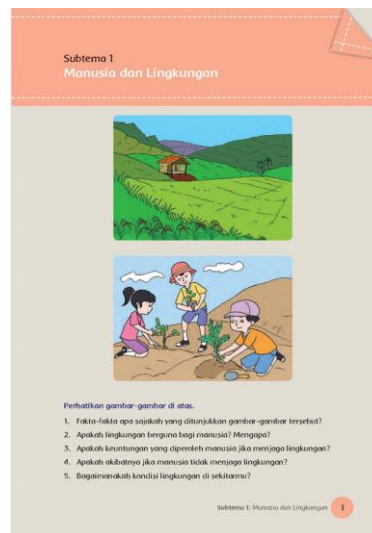 Subtema 1
Manusia dan Lingkungan
Perhatikan gambar-gambar di atas.
1. Fakta-fakta apa sajakah yang ditunjukkan gambar-gambar tersebut?
2. Apakah lingkungan berguna bagi manusia? Mengapa?
3. Apakah keuntungan yang diperoleh manusia jika menjaga lingkungan?
4. Apakah akibatnya jika manusia tidak menjaga lingkungan?
5. Bagaimanakah kondisi lingkungan di sekitarmu?
Subtema 1: Manusia dan Lingkungan 1